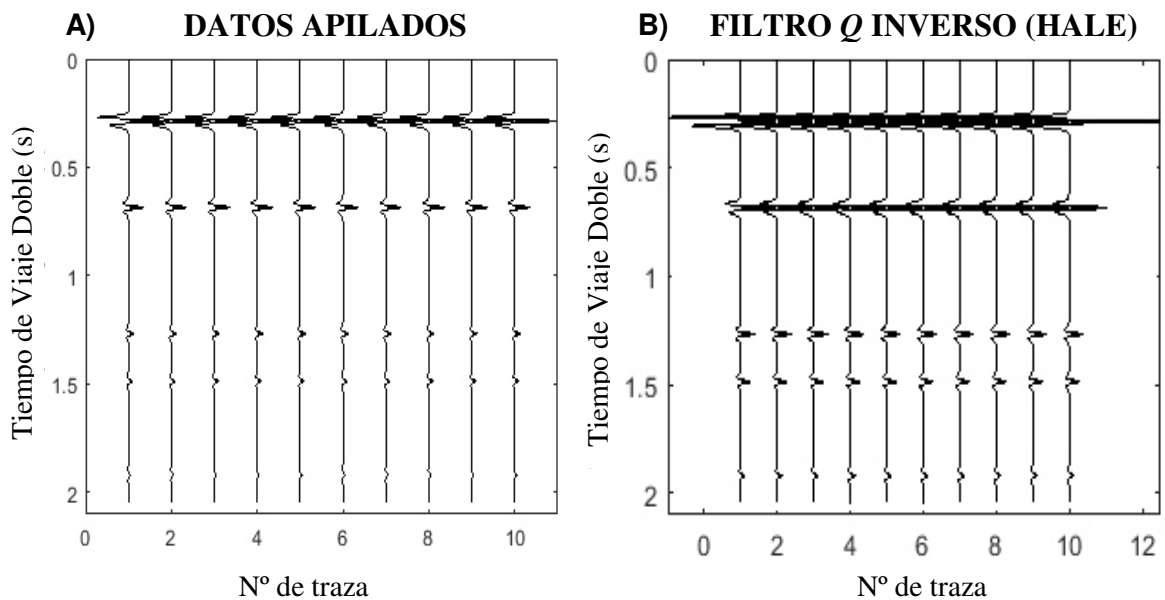 A) DATOS APILADOS
Tiempo de Viaje Doble (s)
0
0.5
1
1.5
2
0 2 4 6 8 10
Nº de traza
B) FILTRO Q INVERSO (HALE)
Tiempo de Viaje Doble (s)
0
0.5
1
1.5
2
0 2 4 6 8 10 12
Nº de traza